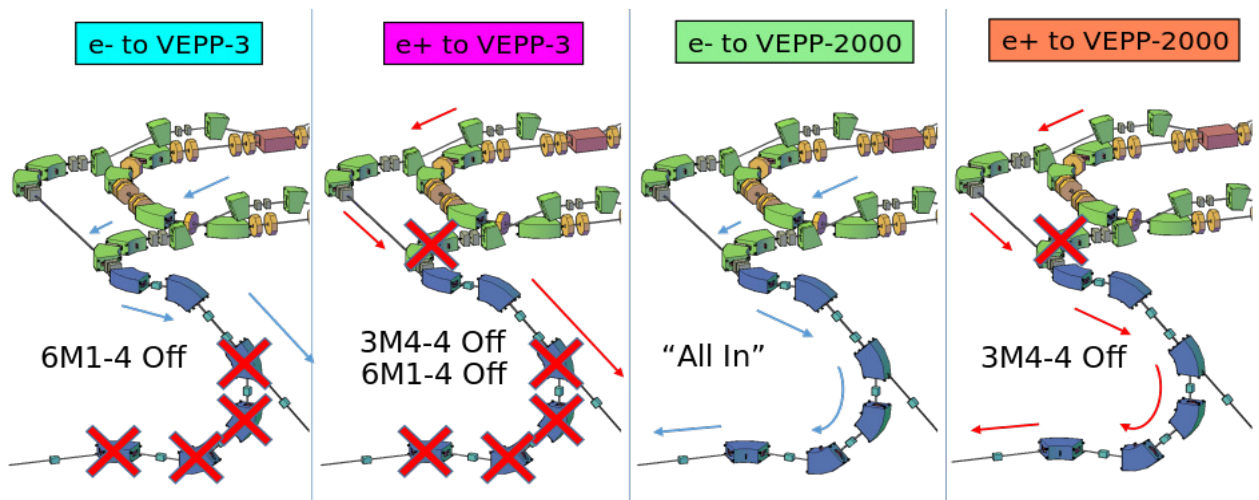 e- to VEPP-3
e+ to VEPP-3
e- to VEPP-2000
e+ to VEPP-2000
6M1-4 Off
3M4-4 Off
6M1-4 Off
“All In”
3M4-4 Off